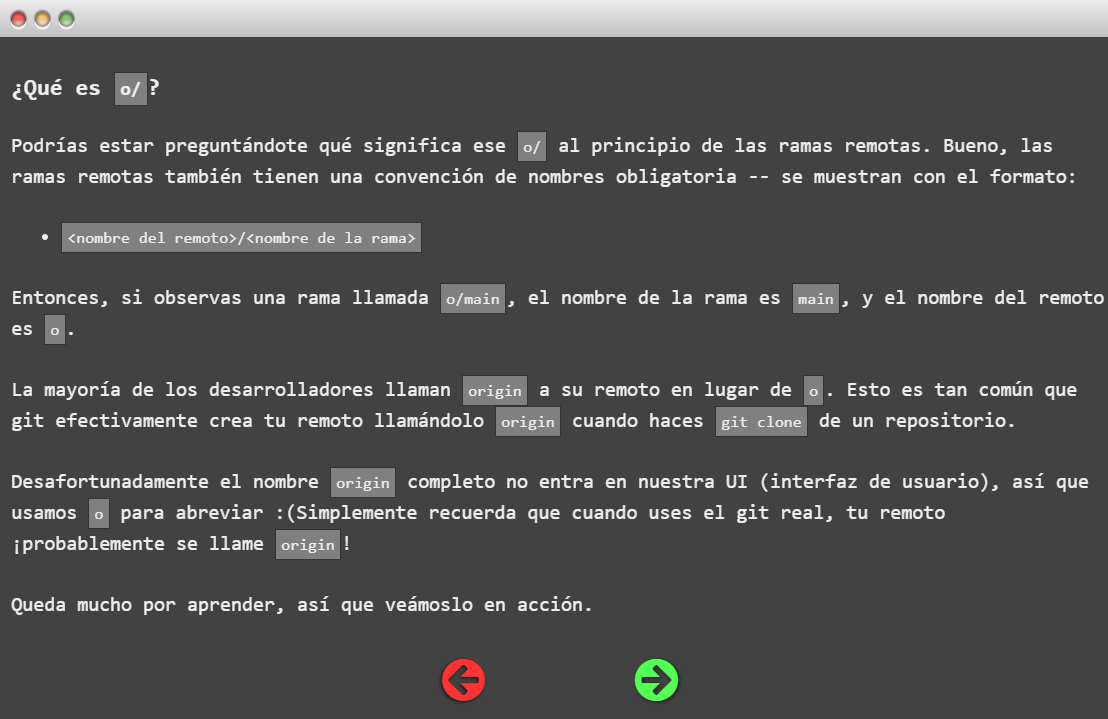 ¿Qué es o/?
Podrías estar preguntándote qué significa ese o/ al principio de las ramas remotas. Bueno, las
ramas remotas también tienen una convención de nombres obligatoria -- se muestran con el formato:
• <nombre del remoto>/<nombre de la rama>
Entonces, si observas una rama llamada o/main, el nombre de la rama es main, y el nombre del remoto
es o.
La mayoría de los desarrolladores llaman origin a su remoto en lugar de o. Esto es tan común que
git efectivamente crea tu remoto llamándolo origin cuando haces git clone de un repositorio.
Desafortunadamente el nombre origin completo no entra en nuestra UI (interfaz de usuario), así que
usamos o para abreviar :(Simplemente recuerda que cuando uses el git real, tu remoto
¡probablemente se llame origin!
Queda mucho por aprender, así que veámoslo en acción.